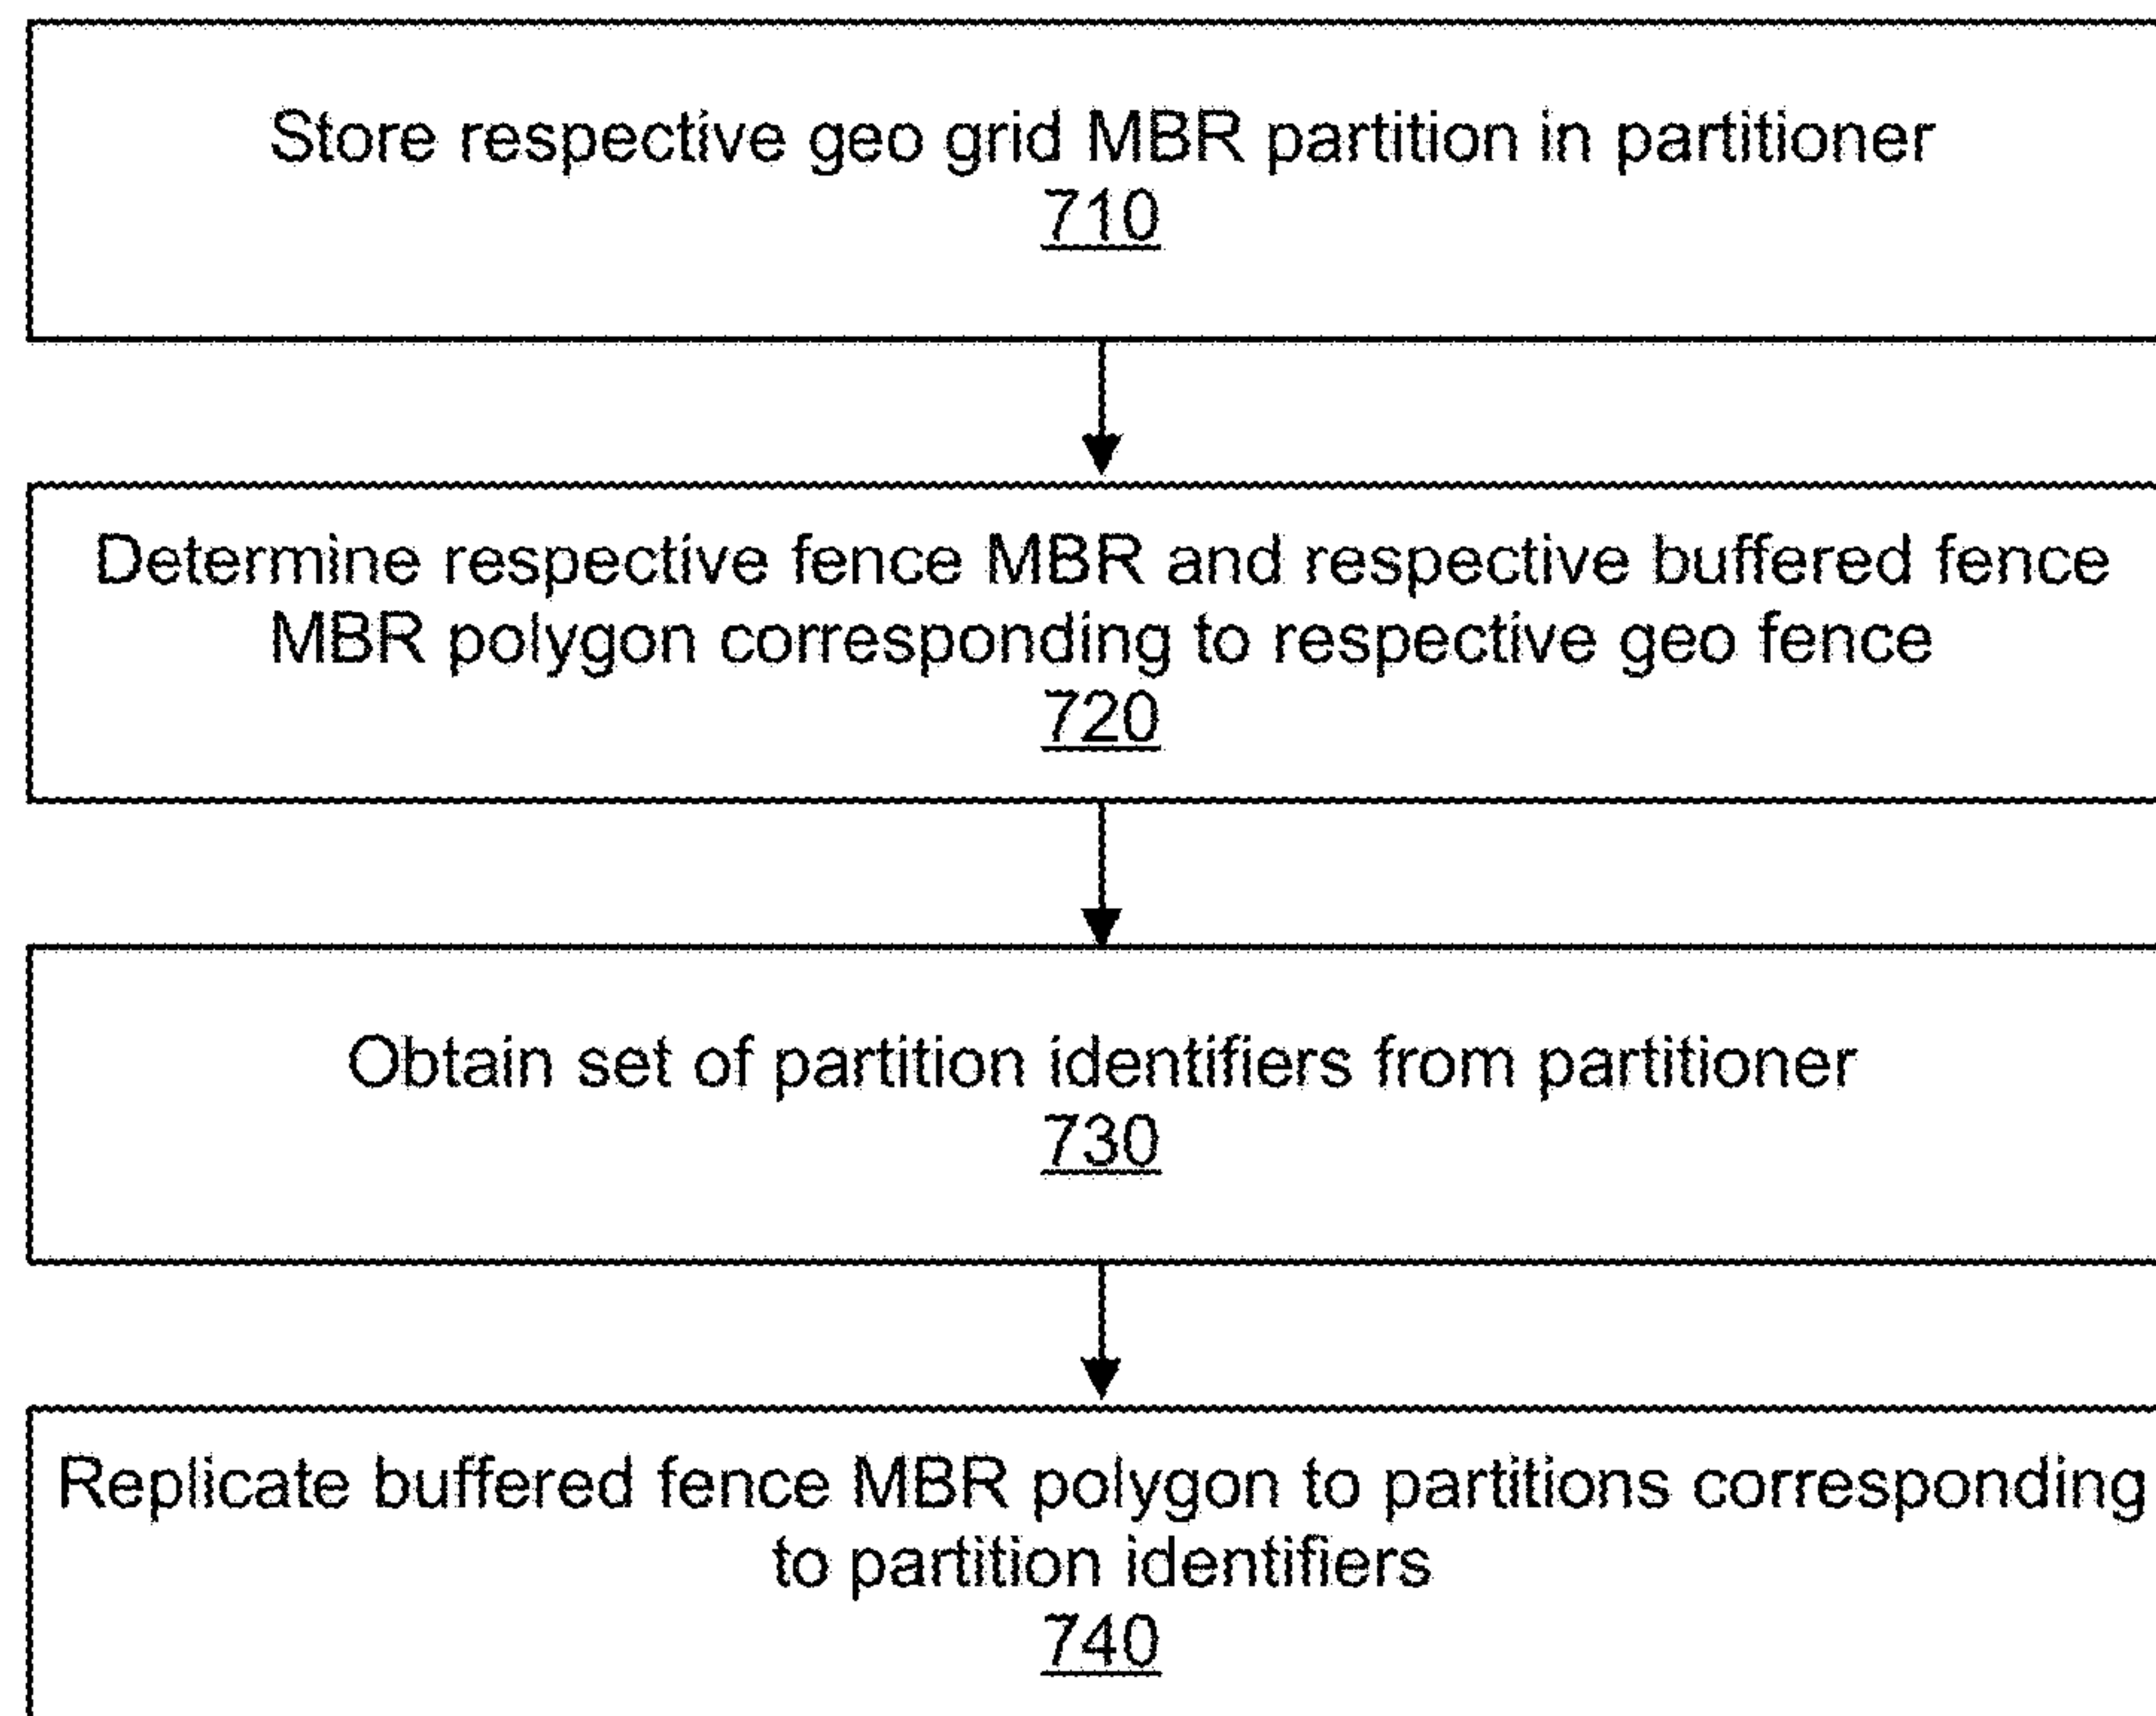 Store respective geo grid MBR partition in partitioner
710
Determine respective fence MBR and respective buffered fence
MBR polygon corresponding to respective geo fence
720
Obtain set of partition identifiers from partitioner
730
Replicate buffered fence MBR polygon to partitions corresponding
to partition identifiers
740